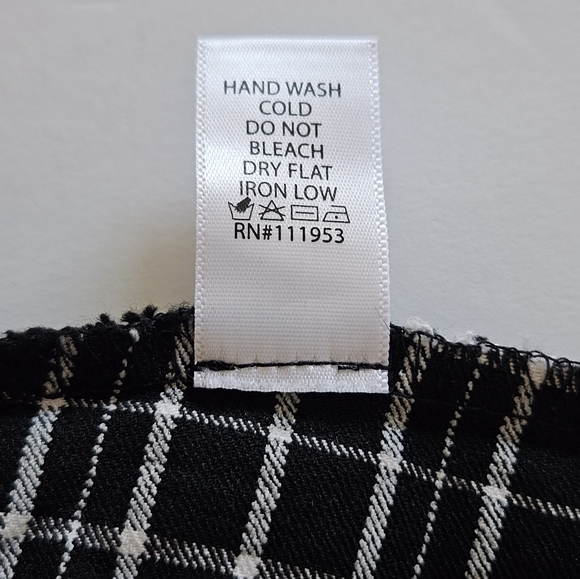 HAND WASH
COLD
DO NOT
BLEACH
DRY FLAT
IRON LOW
RN#111953